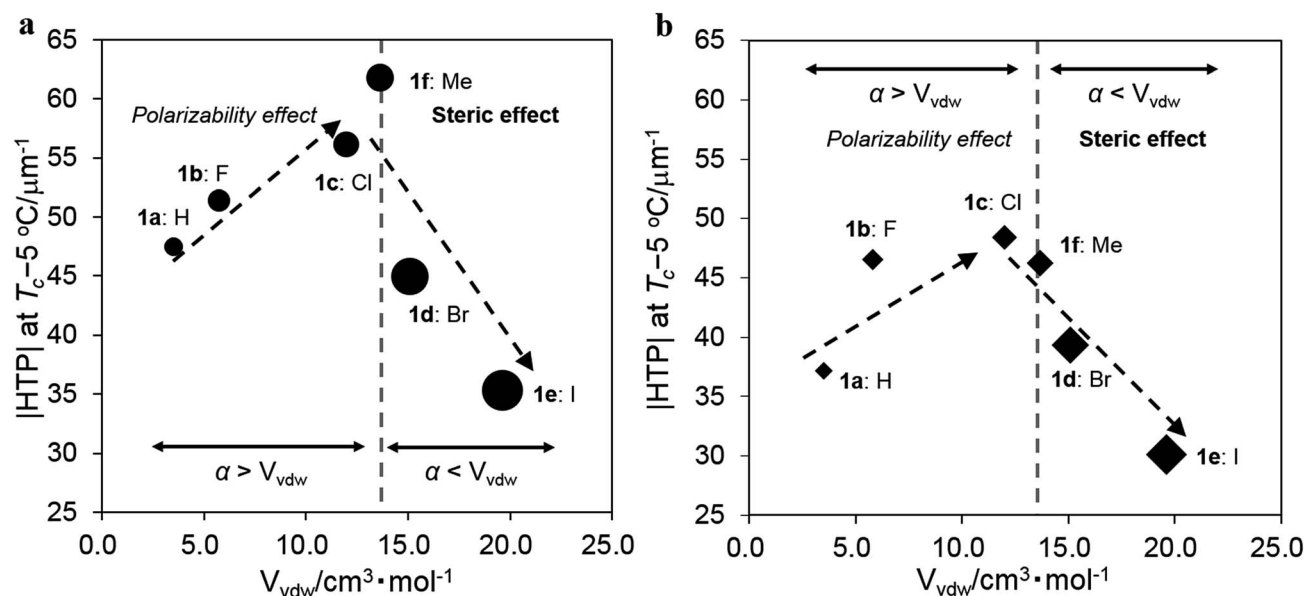 a
|HTP| at Tc−5 ºC/μm⁻¹
65
60
55
50
45
40
35
30
25
0.0 5.0 10.0 15.0 20.0 25.0
Vvdw/cm³・mol⁻¹
1f: Me
Polarizability effect
Steric effect
1b: F
1c: Cl
1a: H
1d: Br
1e: I
α > Vvdw
α < Vvdw
b
|HTP| at Tc−5 ºC/μm⁻¹
65
60
55
50
45
40
35
30
25
0.0 5.0 10.0 15.0 20.0 25.0
Vvdw/cm³・mol⁻¹
α > Vvdw
α < Vvdw
Polarizability effect
Steric effect
1c: Cl
1b: F
1f: Me
1a: H
1d: Br
1e: I